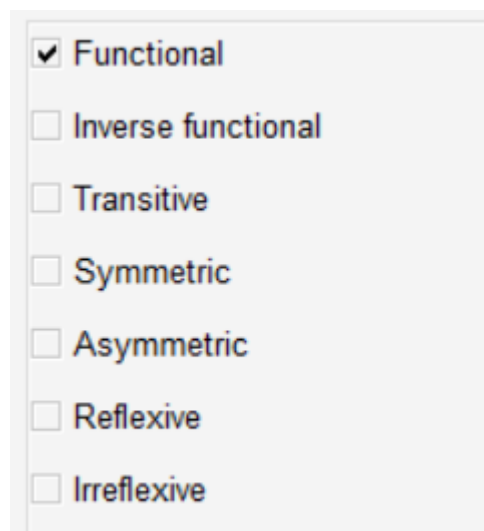 Functional
Inverse functional
Transitive
Symmetric
Asymmetric
Reflexive
Irreflexive